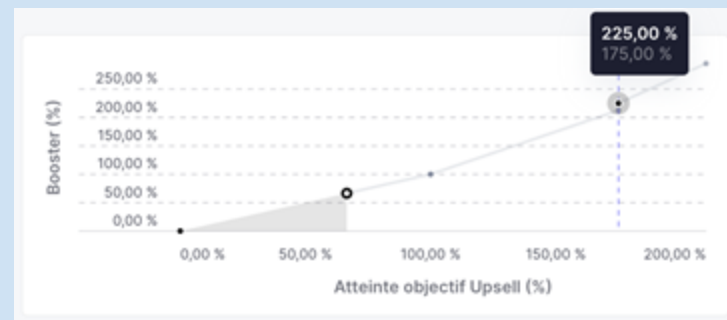 225,00 %
175,00 %
250,00 %
200,00 %
150,00 %
100,00 %
50,00 %
0,00 %
Booster (%)
0,00 % 50,00 % 100,00 % 150,00 % 200,00 %
Atteinte objectif Upsell (%)